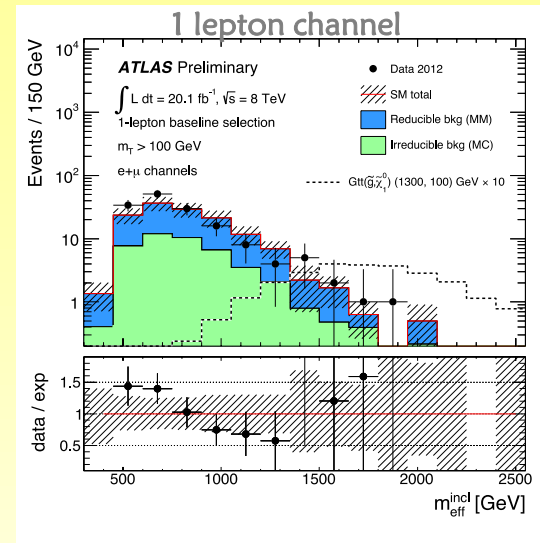 1 lepton channel
10⁴
ATLAS Preliminary
∫ L dt = 20.1 fb⁻¹, √s = 8 TeV
1-lepton baseline selection
m_T > 100 GeV
e+μ channels
Data 2012
SM total
Reducible bkg (MM)
Irreducible bkg (MC)
Gtt(g̃,χ̃⁰₁) (1300, 100) GeV × 10
Events / 150 GeV
10³
10²
10
1
data / exp
1.5
1
0.5
500 1000 1500 2000 2500
m_eff^incl [GeV]